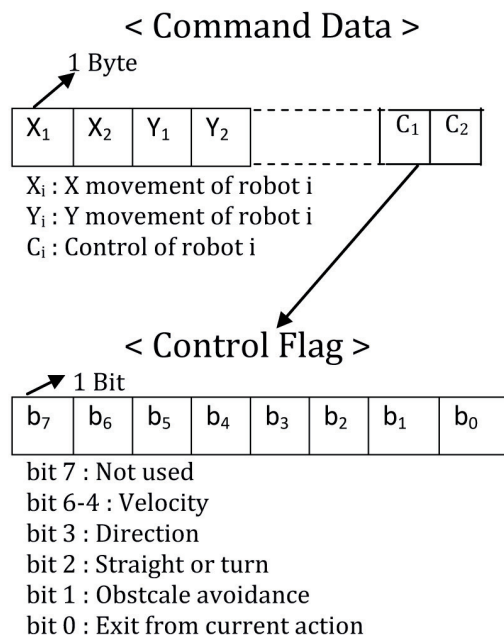 < Command Data >
1 Byte
X₁ X₂ Y₁ Y₂ C₁ C₂
Xᵢ : X movement of robot i
Yᵢ : Y movement of robot i
Cᵢ : Control of robot i
< Control Flag >
1 Bit
b₇ b₆ b₅ b₄ b₃ b₂ b₁ b₀
bit 7 : Not used
bit 6-4 : Velocity
bit 3 : Direction
bit 2 : Straight or turn
bit 1 : Obstcale avoidance
bit 0 : Exit from current action